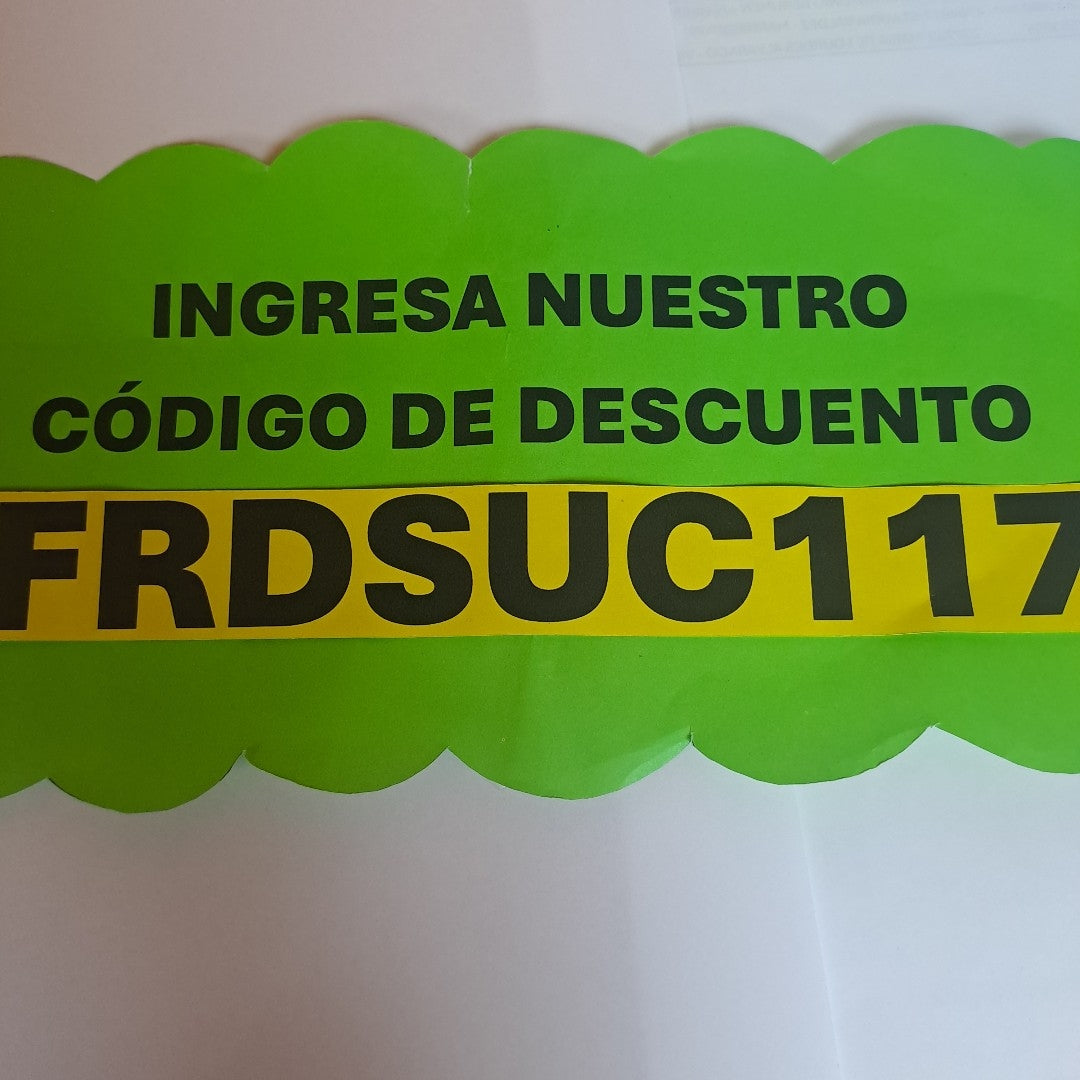 INGRESA NUESTRO
CÓDIGO DE DESCUENTO
FRDSUC117